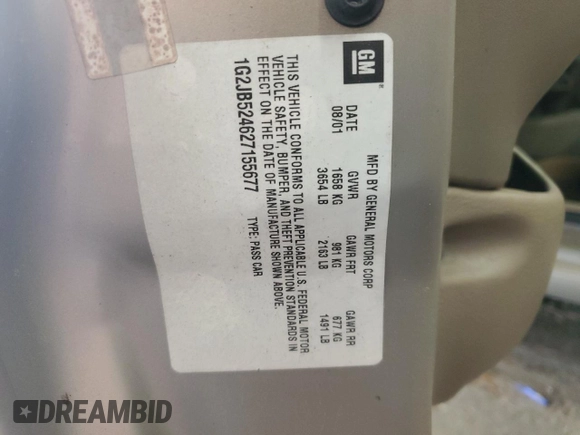 GM
®
MFD BY GENERAL MOTORS CORP
DATE GVWR GAWR FRT GAWR RR
08/01 1658 KG 981 KG 677 KG
3654 LB 2163 LB 1491 LB
THIS VEHICLE CONFORMS TO ALL APPLICABLE U.S. FEDERAL MOTOR
VEHICLE SAFETY, BUMPER, AND THEFT PREVENTION STANDARDS IN
EFFECT ON THE DATE OF MANUFACTURE SHOWN ABOVE.
1G2JB524627155677 TYPE: PASS CAR
DREAMBID